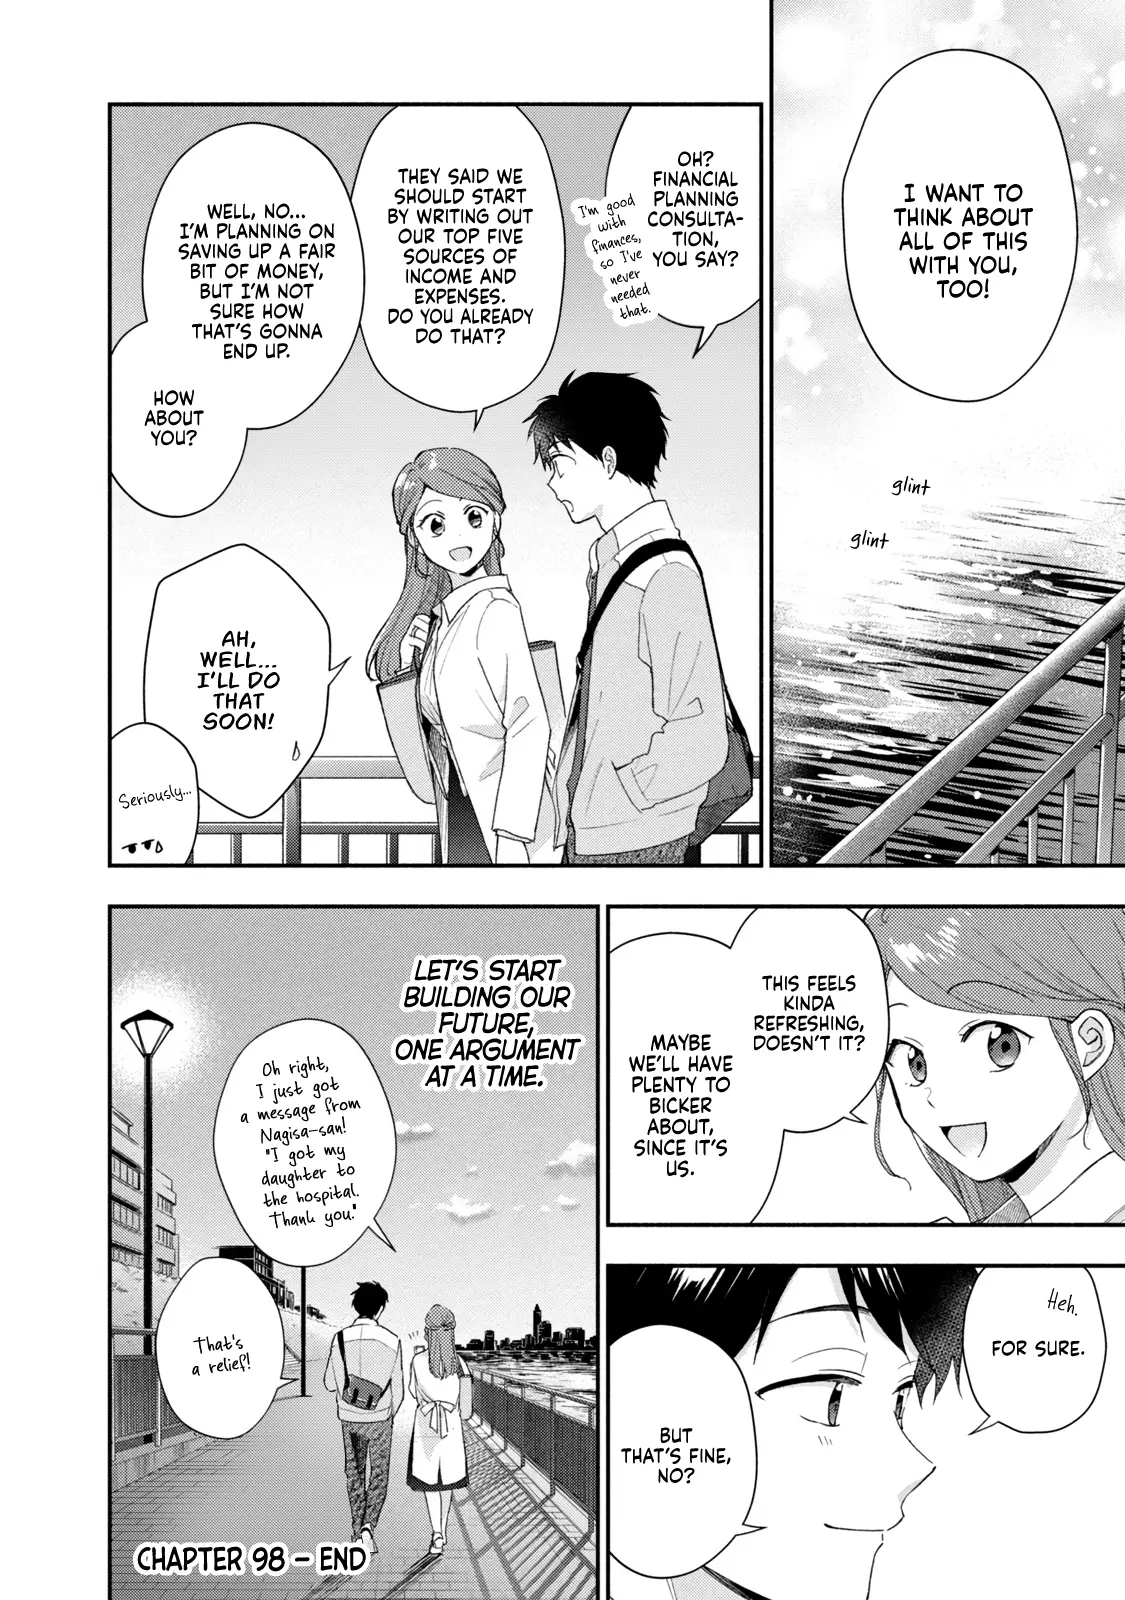 I WANT TO
THINK ABOUT
ALL OF THIS
WITH YOU,
TOO!
glint
glint
OH?
FINANCIAL
PLANNING
CONSULTA-
TION,
YOU SAY?
I'm good
with
finances,
so I've
never
needed
that.
THEY SAID WE
SHOULD START
BY WRITING OUT
OUR TOP FIVE
SOURCES OF
INCOME AND
EXPENSES.
DO YOU ALREADY
DO THAT?
WELL, NO...
I'M PLANNING ON
SAVING UP A FAIR
BIT OF MONEY,
BUT I'M NOT
SURE HOW
THAT'S GONNA
END UP.
HOW
ABOUT
YOU?
AH,
WELL...
I'LL DO
THAT
SOON!
Seriously...
THIS FEELS
KINDA
REFRESHING,
DOESN'T IT?
MAYBE
WE'LL HAVE
PLENTY TO
BICKER
ABOUT,
SINCE IT'S
US.
Heh.
FOR SURE.
BUT
THAT'S FINE,
NO?
LET'S START
BUILDING OUR
FUTURE,
ONE ARGUMENT
AT A TIME.
Oh right,
I just got
a message from
Nagisa-san!
"I got my
daughter to
the hospital.
Thank you."
That's
a relief!
CHAPTER 98 – END